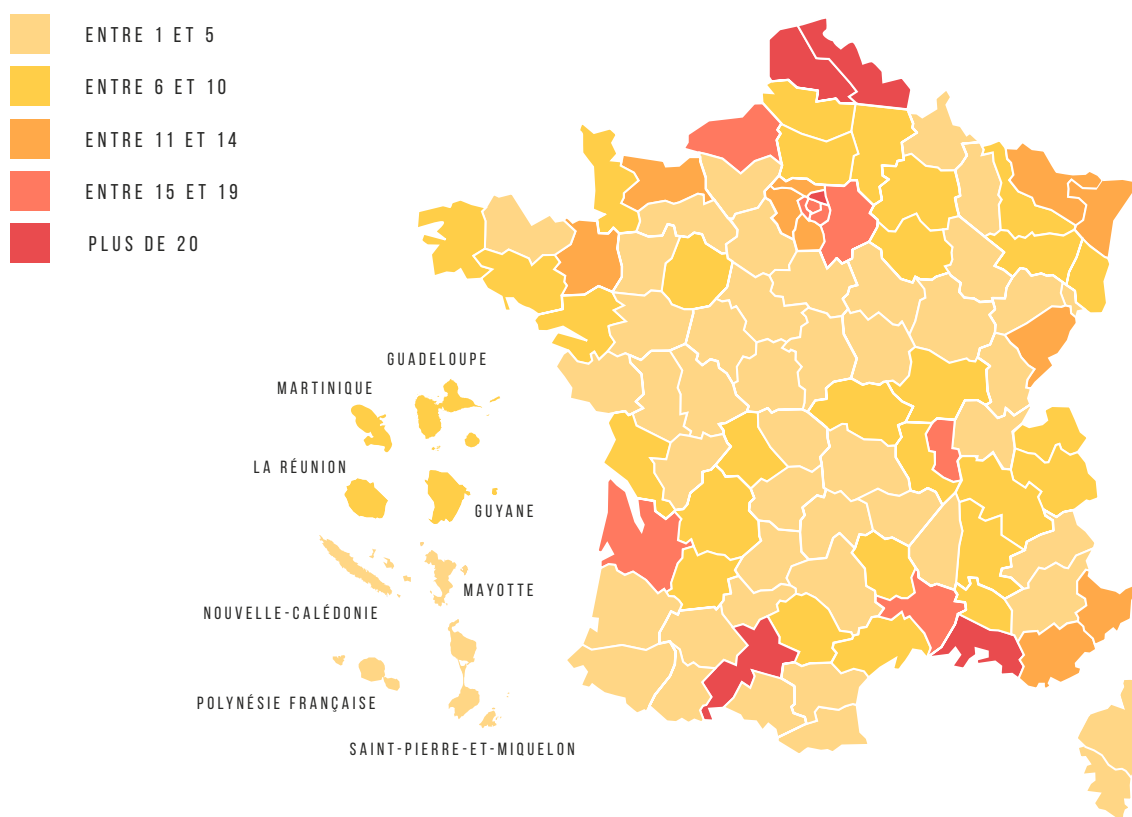 ENTRE 1 ET 5
ENTRE 6 ET 10
ENTRE 11 ET 14
ENTRE 15 ET 19
PLUS DE 20
GUADELOUPE
MARTINIQUE
LA RÉUNION
GUYANE
MAYOTTE
NOUVELLE-CALÉDONIE
POLYNÉSIE FRANÇAISE
SAINT-PIERRE-ET-MIQUELON